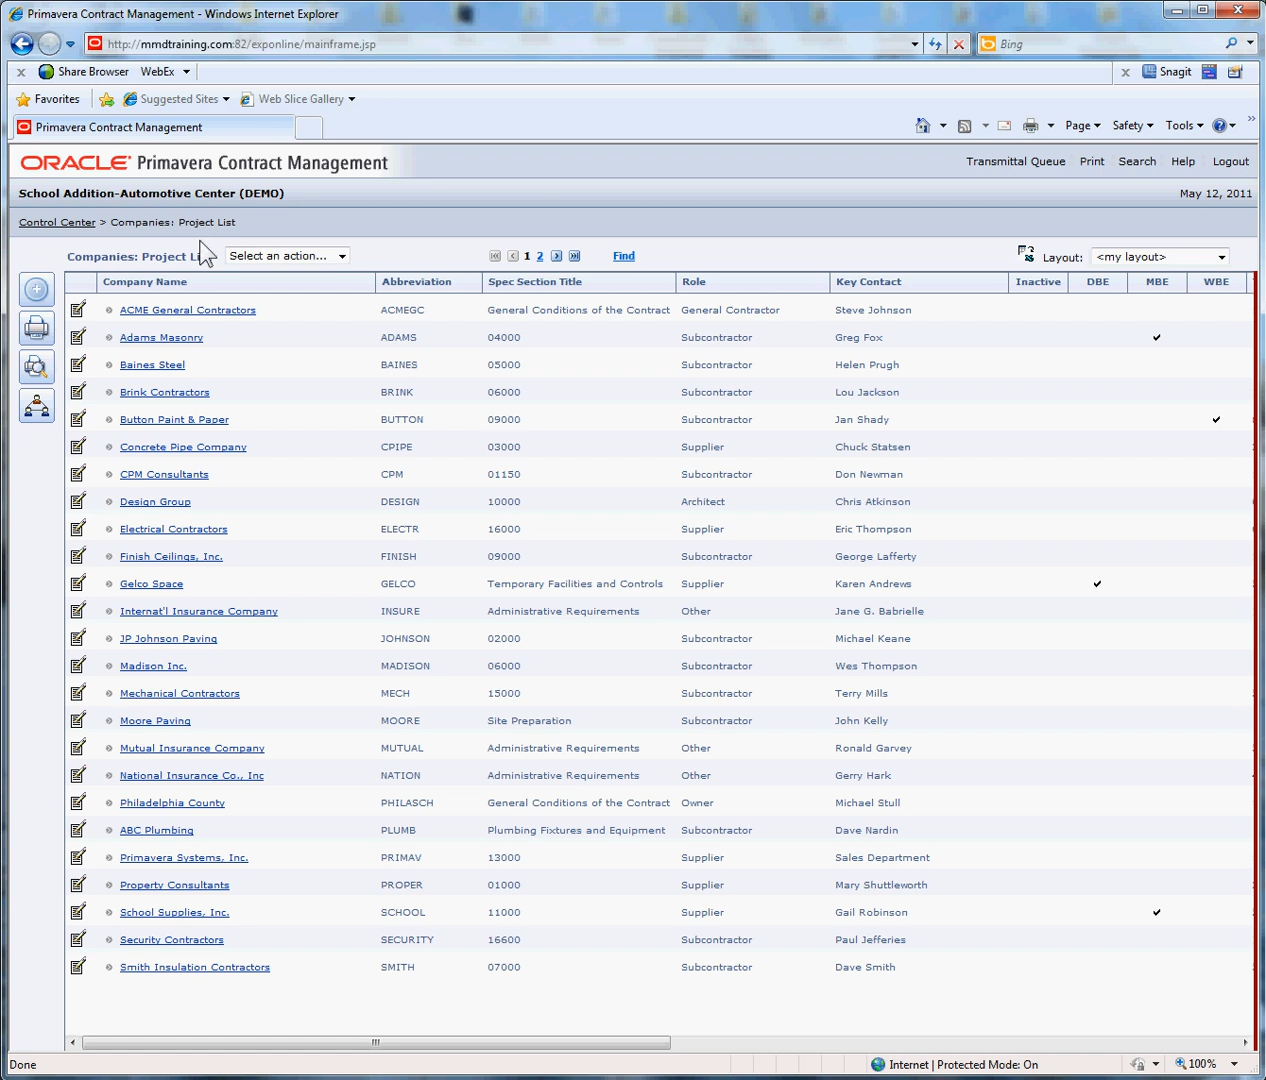 Primavera Contract Management - Windows Internet Explorer
http://mmdtraining.com:82/exponline/mainframe.jsp
Bing
x Share Browser WebEx x Snagit
Favorites Suggested Sites Web Slice Gallery
Primavera Contract Management Page Safety Tools
ORACLE Primavera Contract Management Transmittal Queue Print Search Help Logout
School Addition-Automotive Center (DEMO) May 12, 2011
Control Center > Companies: Project List
Companies: Project Select an action... 1 2 Find Layout: <my layout>
Company Name Abbreviation Spec Section Title Role Key Contact Inactive DBE MBE WBE
ACME General Contractors ACMEGC General Conditions of the Contract General Contractor Steve Johnson
Adams Masonry ADAMS 04000 Subcontractor Greg Fox
Baines Steel BAINES 05000 Subcontractor Helen Prugh
Brink Contractors BRINK 06000 Subcontractor Lou Jackson
Button Paint & Paper BUTTON 09000 Subcontractor Jan Shady
Concrete Pipe Company CPIPE 03000 Supplier Chuck Statsen
CPM Consultants CPM 01150 Subcontractor Don Newman
Design Group DESIGN 10000 Architect Chris Atkinson
Electrical Contractors ELECTR 16000 Supplier Eric Thompson
Finish Ceilings, Inc. FINISH 09000 Subcontractor George Lafferty
Gelco Space GELCO Temporary Facilities and Controls Supplier Karen Andrews
Internat'l Insurance Company INSURE Administrative Requirements Other Jane G. Babrielle
JP Johnson Paving JOHNSON 02000 Subcontractor Michael Keane
Madison Inc. MADISON 06000 Subcontractor Wes Thompson
Mechanical Contractors MECH 15000 Supplier Terry Mills
Moore Paving MOORE Site Preparation Subcontractor John Kelly
Mutual Insurance Company MUTUAL Administrative Requirements Other Ronald Garvey
National Insurance Co., Inc NATION Administrative Requirements Other Gerry Hark
Philadelphia County PHILASCH General Conditions of the Contract Owner Michael Stull
ABC Plumbing PLUMB Plumbing Fixtures and Equipment Subcontractor Dave Nardin
Primavera Systems, Inc. PRIMAV 13000 Supplier Sales Department
Property Consultants PROPER 01000 Supplier Mary Shuttleworth
School Supplies, Inc. SCHOOL 11000 Supplier Gail Robinson
Security Contractors SECURITY 16600 Subcontractor Paul Jefferies
Smith Insulation Contractors SMITH 07000 Subcontractor Dave Smith
Done Internet | Protected Mode: On 100%